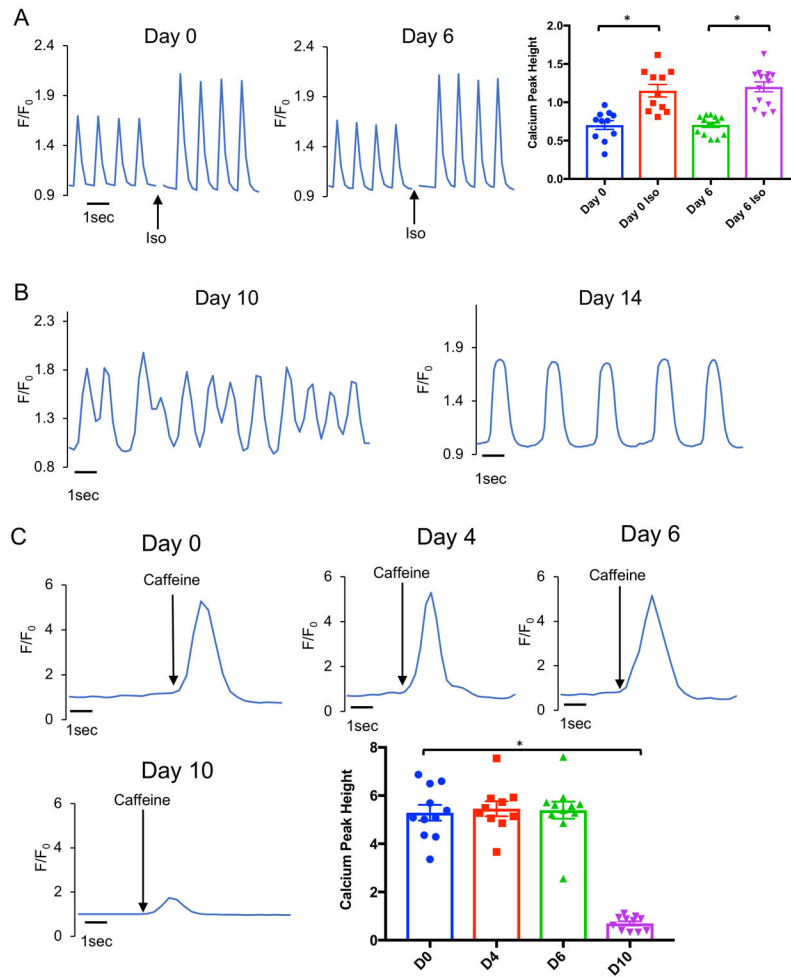 A
Day 0
Day 6
2.4
1.9
1.4
0.9
F/F0
1sec
Iso
2.4
1.9
1.4
0.9
F/F0
Iso
Calcium Peak Height
2.0
1.5
1.0
0.5
0.0
*
*
Day 0
Day 0 Iso
Day 6
Day 6 Iso
B
Day 10
Day 14
2.3
1.8
1.3
0.8
F/F0
1sec
1.9
1.4
0.9
F/F0
1sec
C
Day 0
Day 4
Day 6
Caffeine
6
4
2
0
F/F0
1sec
Caffeine
6
4
2
0
F/F0
1sec
Caffeine
6
4
2
0
F/F0
1sec
Day 10
Caffeine
6
4
2
0
F/F0
1sec
Calcium Peak Height
8
6
4
2
0
*
D0
D4
D6
D10